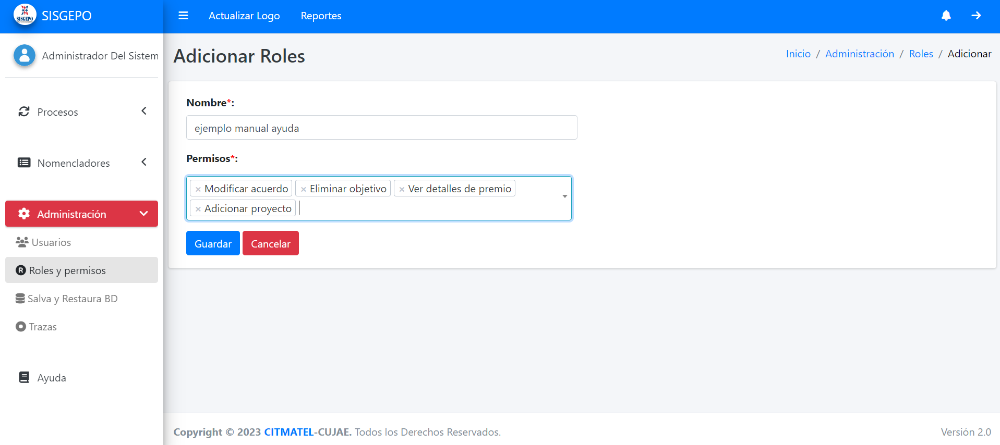 SISGEPO
SISGEPO
Actualizar Logo
Reportes
Administrador Del Sistem
Procesos
Nomencladores
Administración
Usuarios
R Roles y permisos
Salva y Restaura BD
Trazas
Ayuda
Adicionar Roles
Inicio / Administración / Roles / Adicionar
Nombre*:
ejemplo manual ayuda
Permisos*:
× Modificar acuerdo × Eliminar objetivo × Ver detalles de premio
× Adicionar proyecto
Guardar Cancelar
Copyright © 2023 CITMATEL-CUJAE. Todos los Derechos Reservados.
Versión 2.0